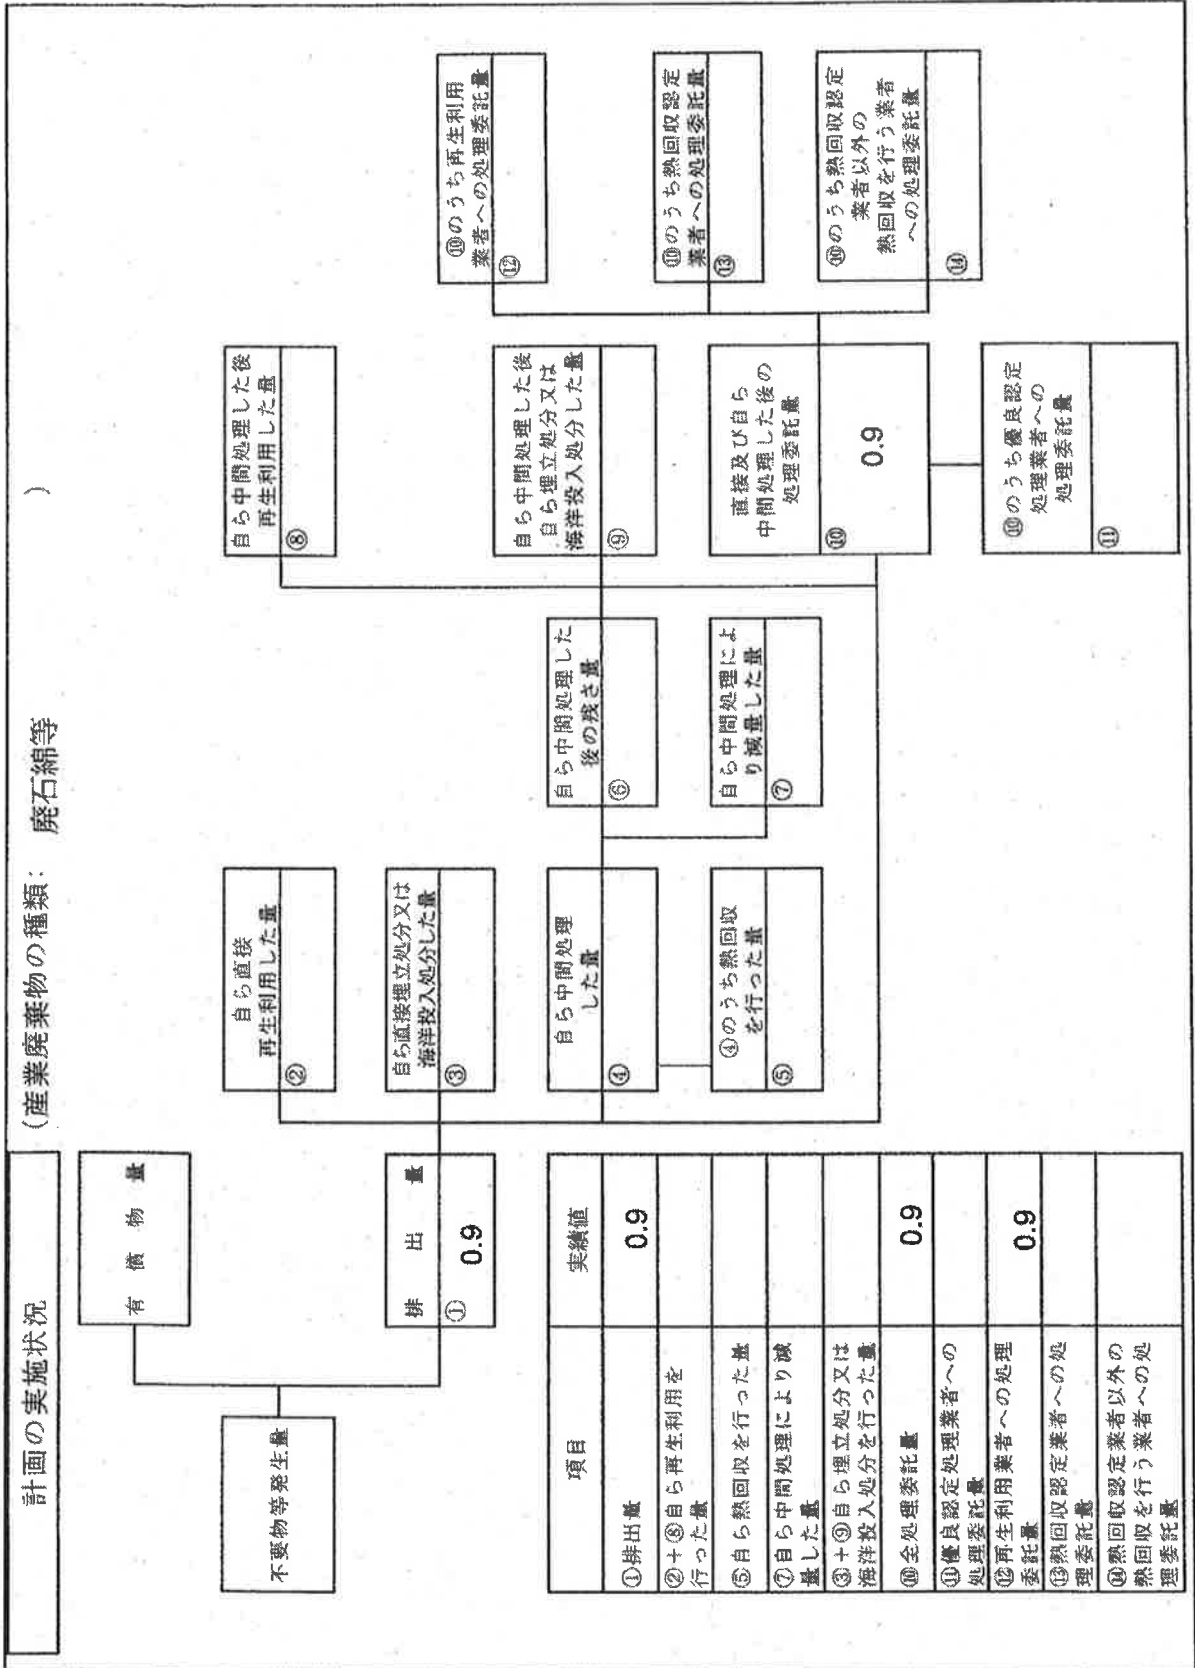 計画の実施状況
(産業廃棄物の種類： 廃石綿等 )
不要物等発生量
有償物量
排出量
①
0.9
自ら直接
再生利用した量
②
自ら直接埋立処分又は
海洋投入処分した量
③
自ら中間処理
した量
④
④のうち熱回収
を行った量
⑤
自ら中間処理した
後の残さ量
⑥
自ら中間処理によ
り減量した量
⑦
自ら中間処理した後
再生利用した量
⑧
自ら中間処理した後
自ら埋立処分又は
海洋投入処分した量
⑨
直接及び自ら
中間処理した後の
処理委託量
⑩
0.9
⑩のうち優良認定
処理業者への
処理委託量
⑪
⑩のうち再生利用
業者への処理委託量
⑫
⑩のうち熱回収認定
業者への処理委託量
⑬
⑩のうち熱回収認定
業者以外の
熱回収を行う業者
への処理委託量
⑭
項目 実績値
①排出量 0.9
②＋⑧自ら再生利用を
行った量
⑤自ら熱回収を行った量
⑦自ら中間処理により減
量した量
③＋⑨自ら埋立処分又は
海洋投入処分を行った量
⑩全処理委託量 0.9
⑪優良認定処理業者への
処理委託量
⑫再生利用業者への処理
委託量 0.9
⑬熱回収認定業者への処
理委託量
⑭熱回収認定業者以外の
熱回収を行う業者への処
理委託量